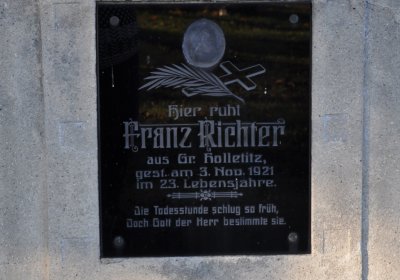 Hier ruht
Franz Richter
aus Gr. Holletitz,
gest. am 3. Nov. 1921
im 23. Lebensjahre.
Die Todesstunde schlug so früh,
Doch Gott der Herr bestimmte sie.